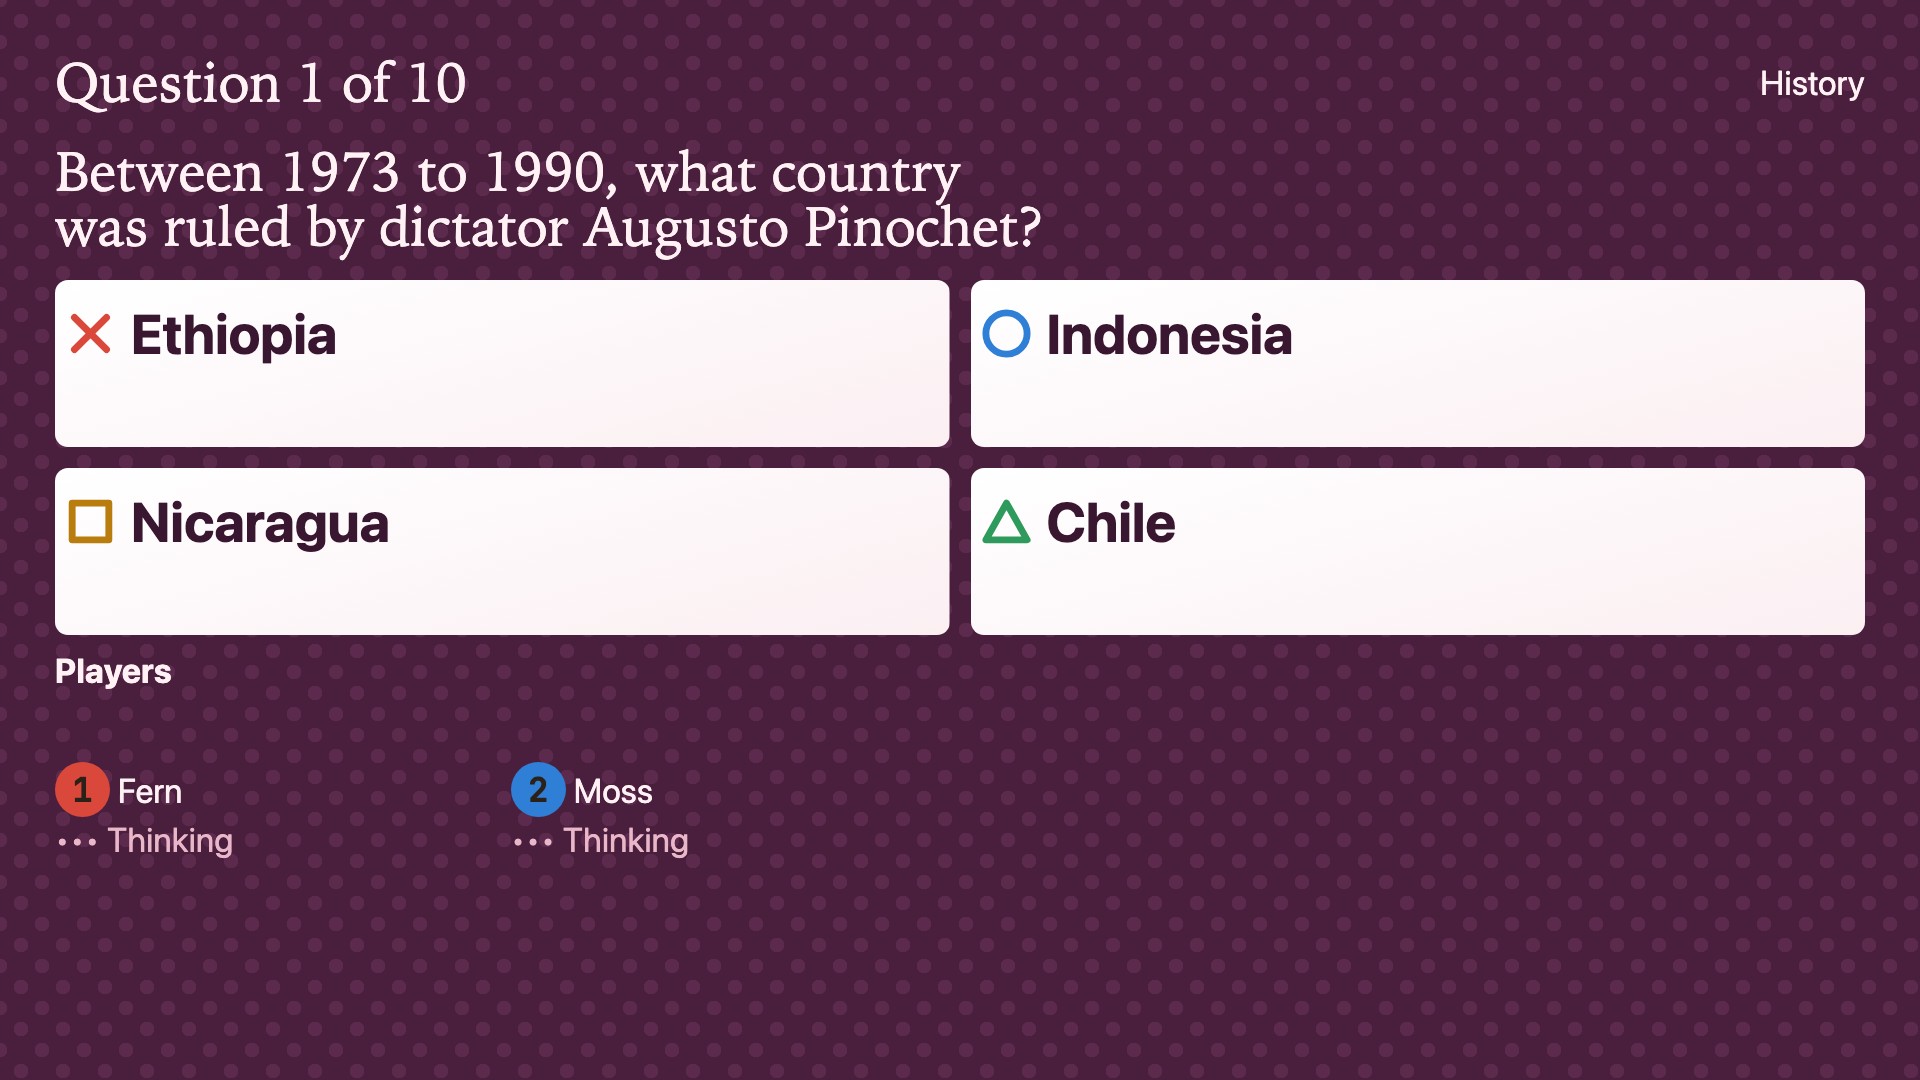 Question 1 of 10
History
Between 1973 to 1990, what country
was ruled by dictator Augusto Pinochet?
Ethiopia
Indonesia
Nicaragua
Chile
Players
1 Fern
... Thinking
2 Moss
... Thinking